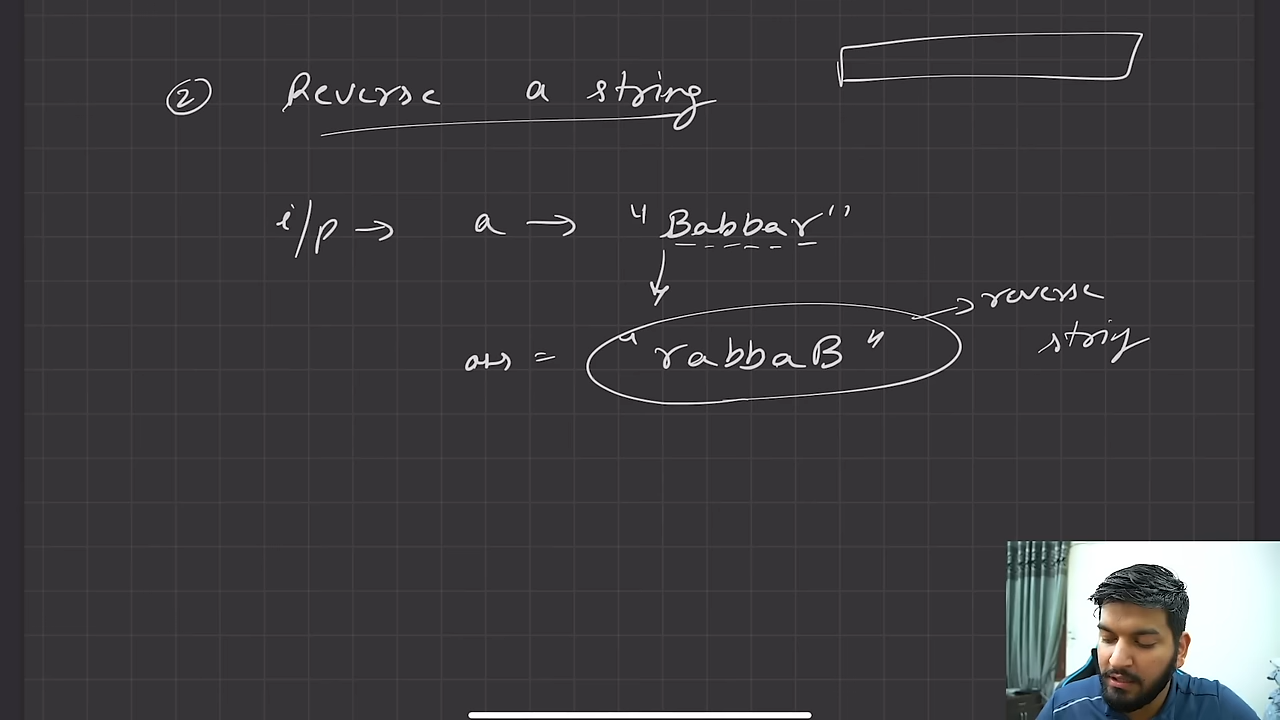 ② Reverse a string
i/p → a → "Babbar"
ans = "rabbaB" → reverse
string